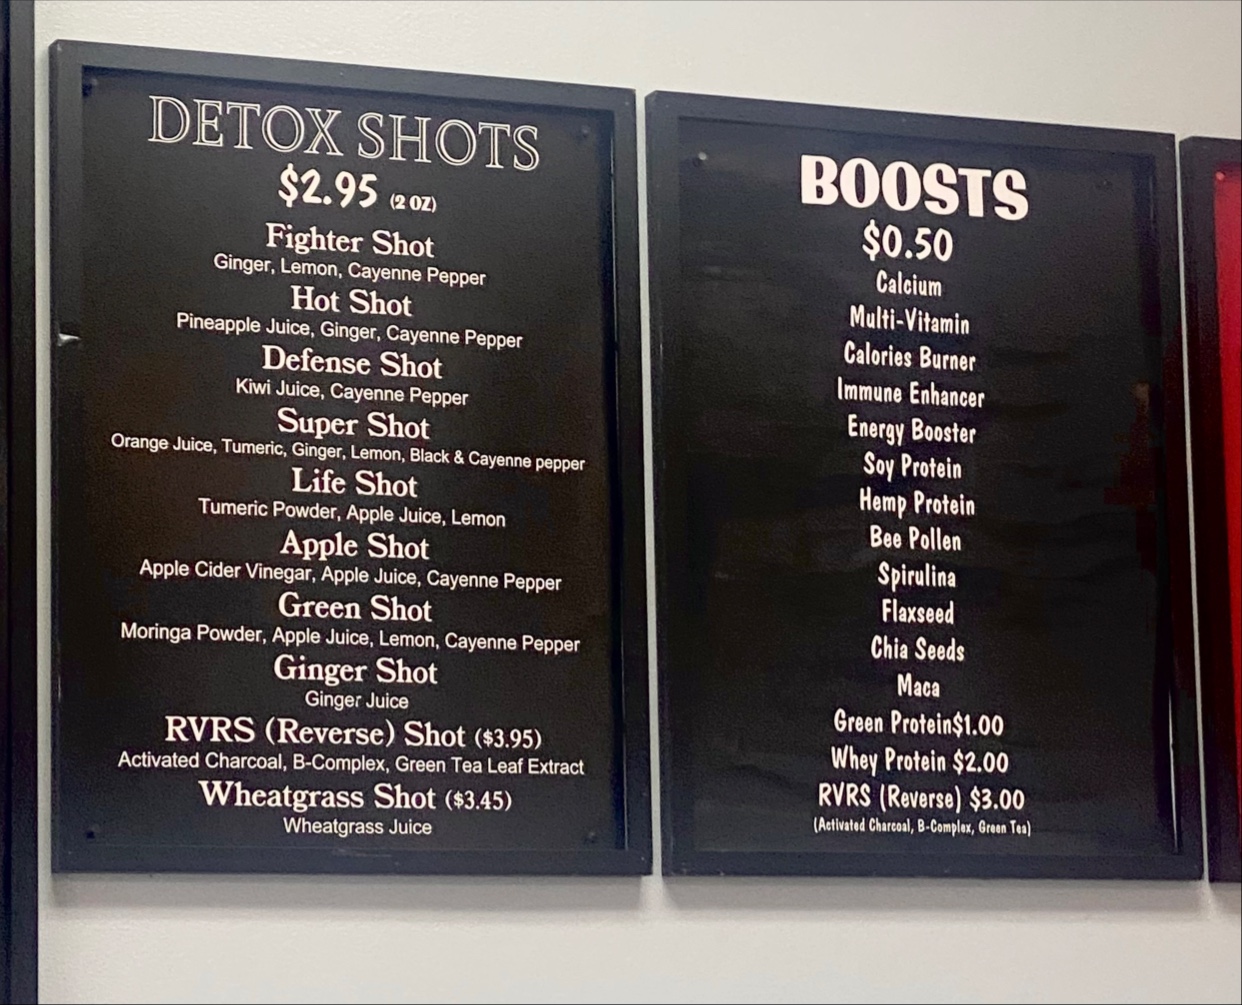 DETOX SHOTS
$2.95 (2 OZ)
Fighter Shot
Ginger, Lemon, Cayenne Pepper
Hot Shot
Pineapple Juice, Ginger, Cayenne Pepper
Defense Shot
Kiwi Juice, Cayenne Pepper
Super Shot
Orange Juice, Tumeric, Ginger, Lemon, Black & Cayenne pepper
Life Shot
Tumeric Powder, Apple Juice, Lemon
Apple Shot
Apple Cider Vinegar, Apple Juice, Cayenne Pepper
Green Shot
Moringa Powder, Apple Juice, Lemon, Cayenne Pepper
Ginger Shot
Ginger Juice
RVRS (Reverse) Shot ($3.95)
Activated Charcoal, B-Complex, Green Tea Leaf Extract
Wheatgrass Shot ($3.45)
Wheatgrass Juice
BOOSTS
$0.50
Calcium
Multi-Vitamin
Calories Burner
Immune Enhancer
Energy Booster
Soy Protein
Hemp Protein
Bee Pollen
Spirulina
Flaxseed
Chia Seeds
Maca
Green Protein$1.00
Whey Protein $2.00
RVRS (Reverse) $3.00
(Activated Charcoal, B-Complex, Green Tea)